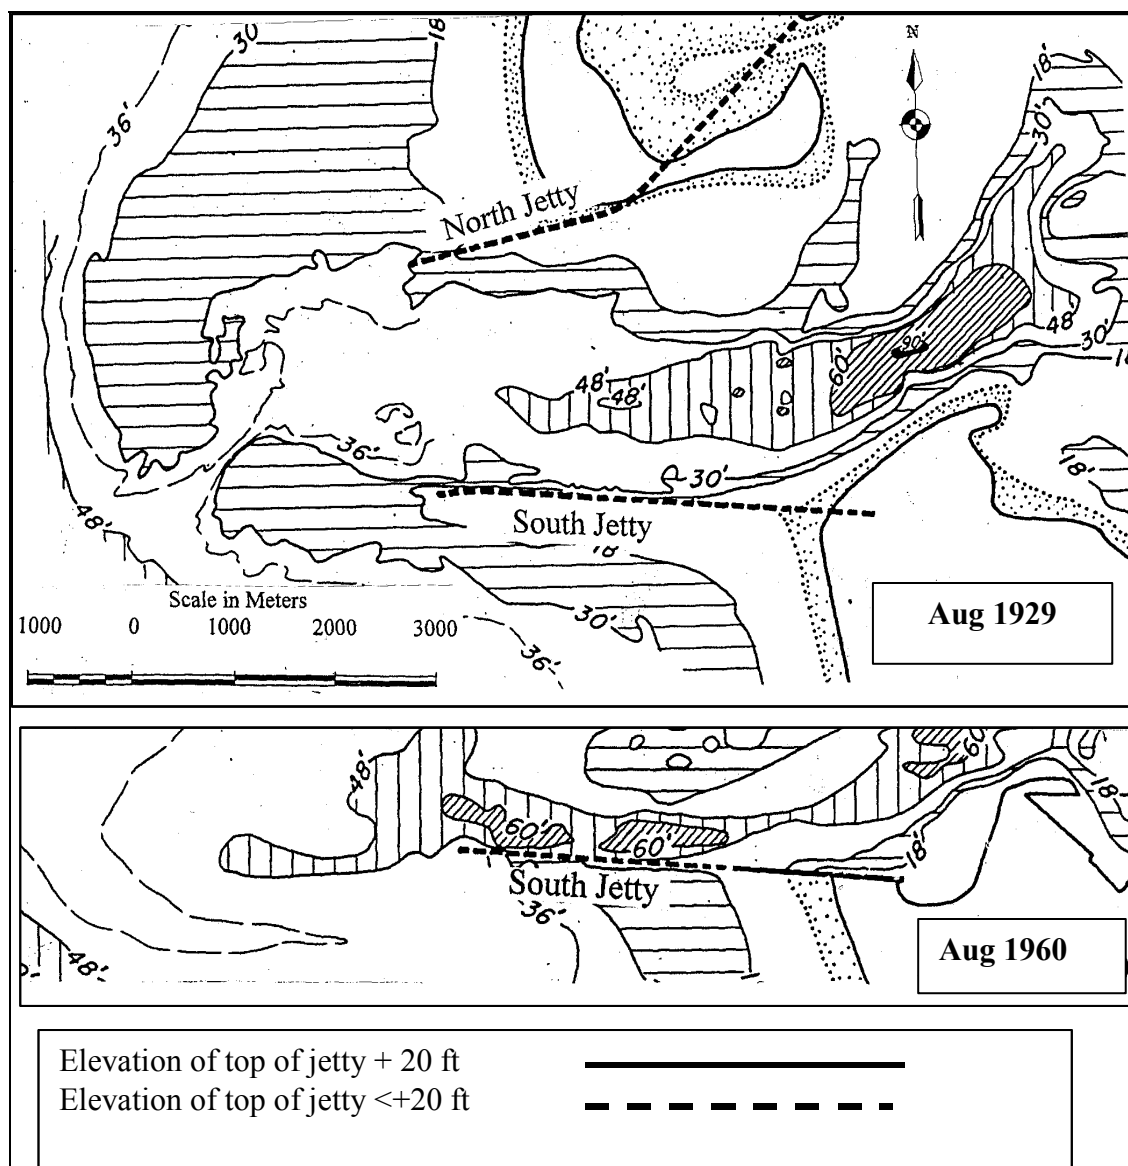 30
18
N
18'
36'
30'
North Jetty
48'
30'
90'
60'
48'
48'
18
36'
30'
18'
South Jetty
18
48'
Scale in Meters
1000 0 1000 2000 3000
30'
36'
Aug 1929
48'
60'
60'
60'
18
18'
South Jetty
36'
48'
Aug 1960
Elevation of top of jetty + 20 ft
Elevation of top of jetty <+20 ft